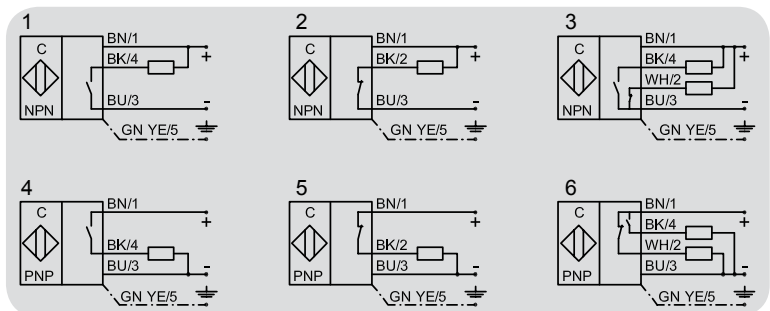 1
BN/1
C
BK/4
+
BU/3
-
NPN
GN YE/5
2
BN/1
C
BK/2
+
BU/3
-
NPN
GN YE/5
3
BN/1
C
BK/4
+
WH/2
BU/3
-
NPN
GN YE/5
4
BN/1
C
+
BK/4
BU/3
-
PNP
GN YE/5
5
BN/1
C
+
BK/2
BU/3
-
PNP
GN YE/5
6
BN/1
C
+
BK/4
WH/2
BU/3
-
PNP
GN YE/5